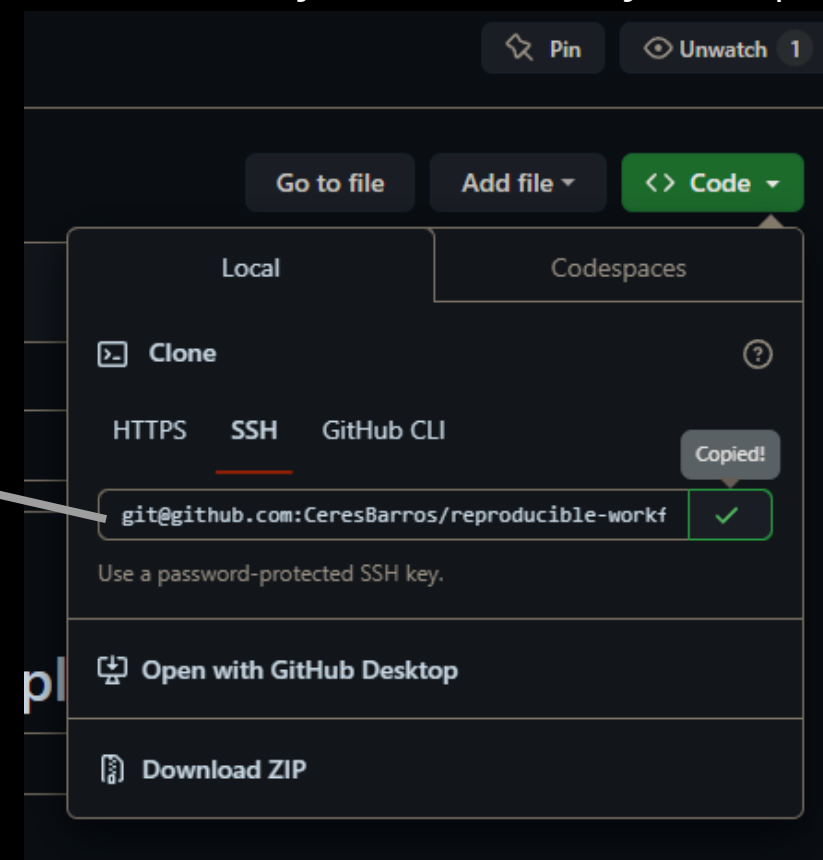 Pin
Unwatch 1
Go to file
Add file
Code
Local
Codespaces
Clone
HTTPS SSH GitHub CLI
Copied!
git@github.com:CeresBarros/reproducible-workf
Use a password-protected SSH key.
Open with GitHub Desktop
pl
Download ZIP